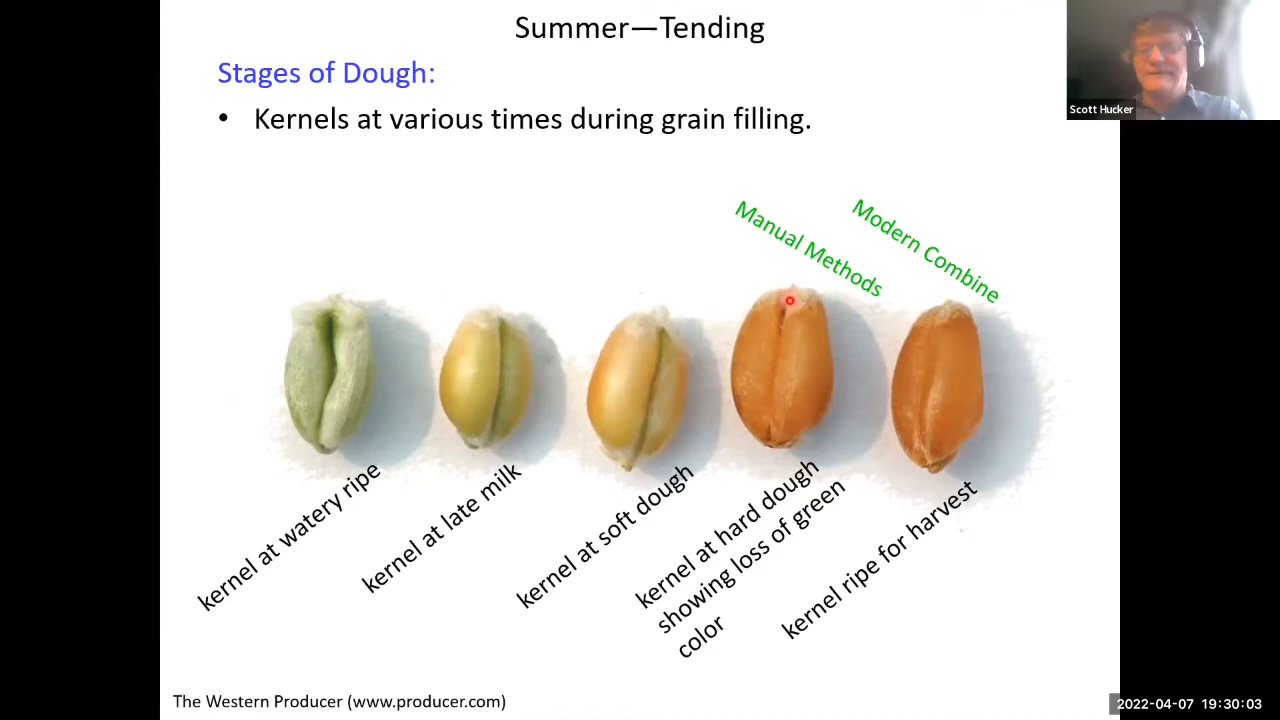 Summer—Tending
Stages of Dough:
• Kernels at various times during grain filling.
Scott Hucker
Manual Methods
Modern Combine
kernel at watery ripe
kernel at late milk
kernel at soft dough
kernel at hard dough
showing loss of green
color
kernel ripe for harvest
The Western Producer (www.producer.com)
2022-04-07 19:30:03